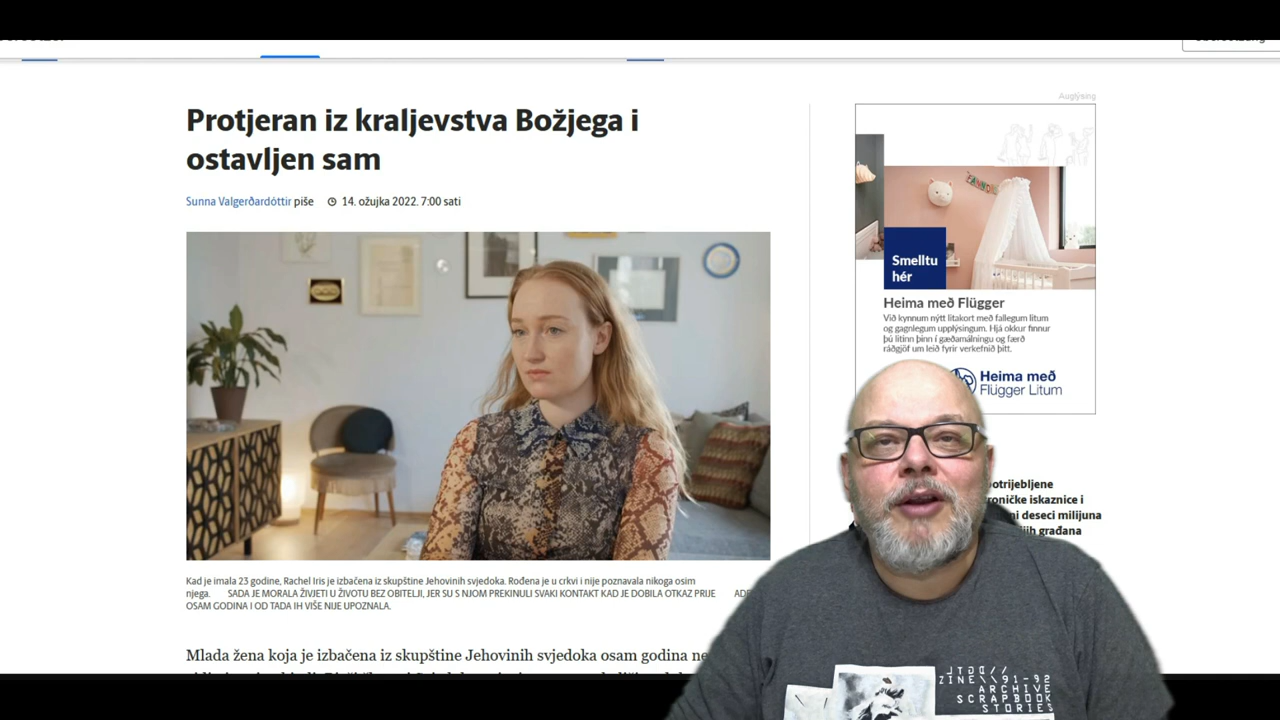 Protjeran iz kraljevstva Božjega i
ostavljen sam
Sunna Valgerðardóttir piše 14. ožujka 2022. 7:00 sati
Kad je imala 23 godine, Rachel Iris je izbačena iz skupštine Jehovinih svjedoka. Rođena je u crkvi i nije poznavala nikoga osim
njega. SADA JE MORALA ŽIVJETI U ŽIVOTU BEZ OBITELJI, JER SU S NJOM PREKINULI SVAKI KONTAKT KAD JE DOBILA OTKAZ PRIJE
OSAM GODINA I OD TADA IH VIŠE NIJE UPOZNALA.
Mlada žena koja je izbačena iz skupštine Jehovinih svjedoka osam godina ne
Auglýsing
Smelltu
hér
Heima með Flügger
Við kynnum nýtt litakort með fallegum litum
og gagnlegum upplýsingum. Hjá okkur finnur
þú litinn þinn í gæðamálningu og færð
ráðgjöf um leið fyrir verkefnið þitt.
Heima með
Flügger Litum
otrijebljene
roničke iskaznice i
ni deseci milijuna
građana
DGTL//
ZINE\\91-92
ARCHIVE
SCRAPBOOK
STORIES